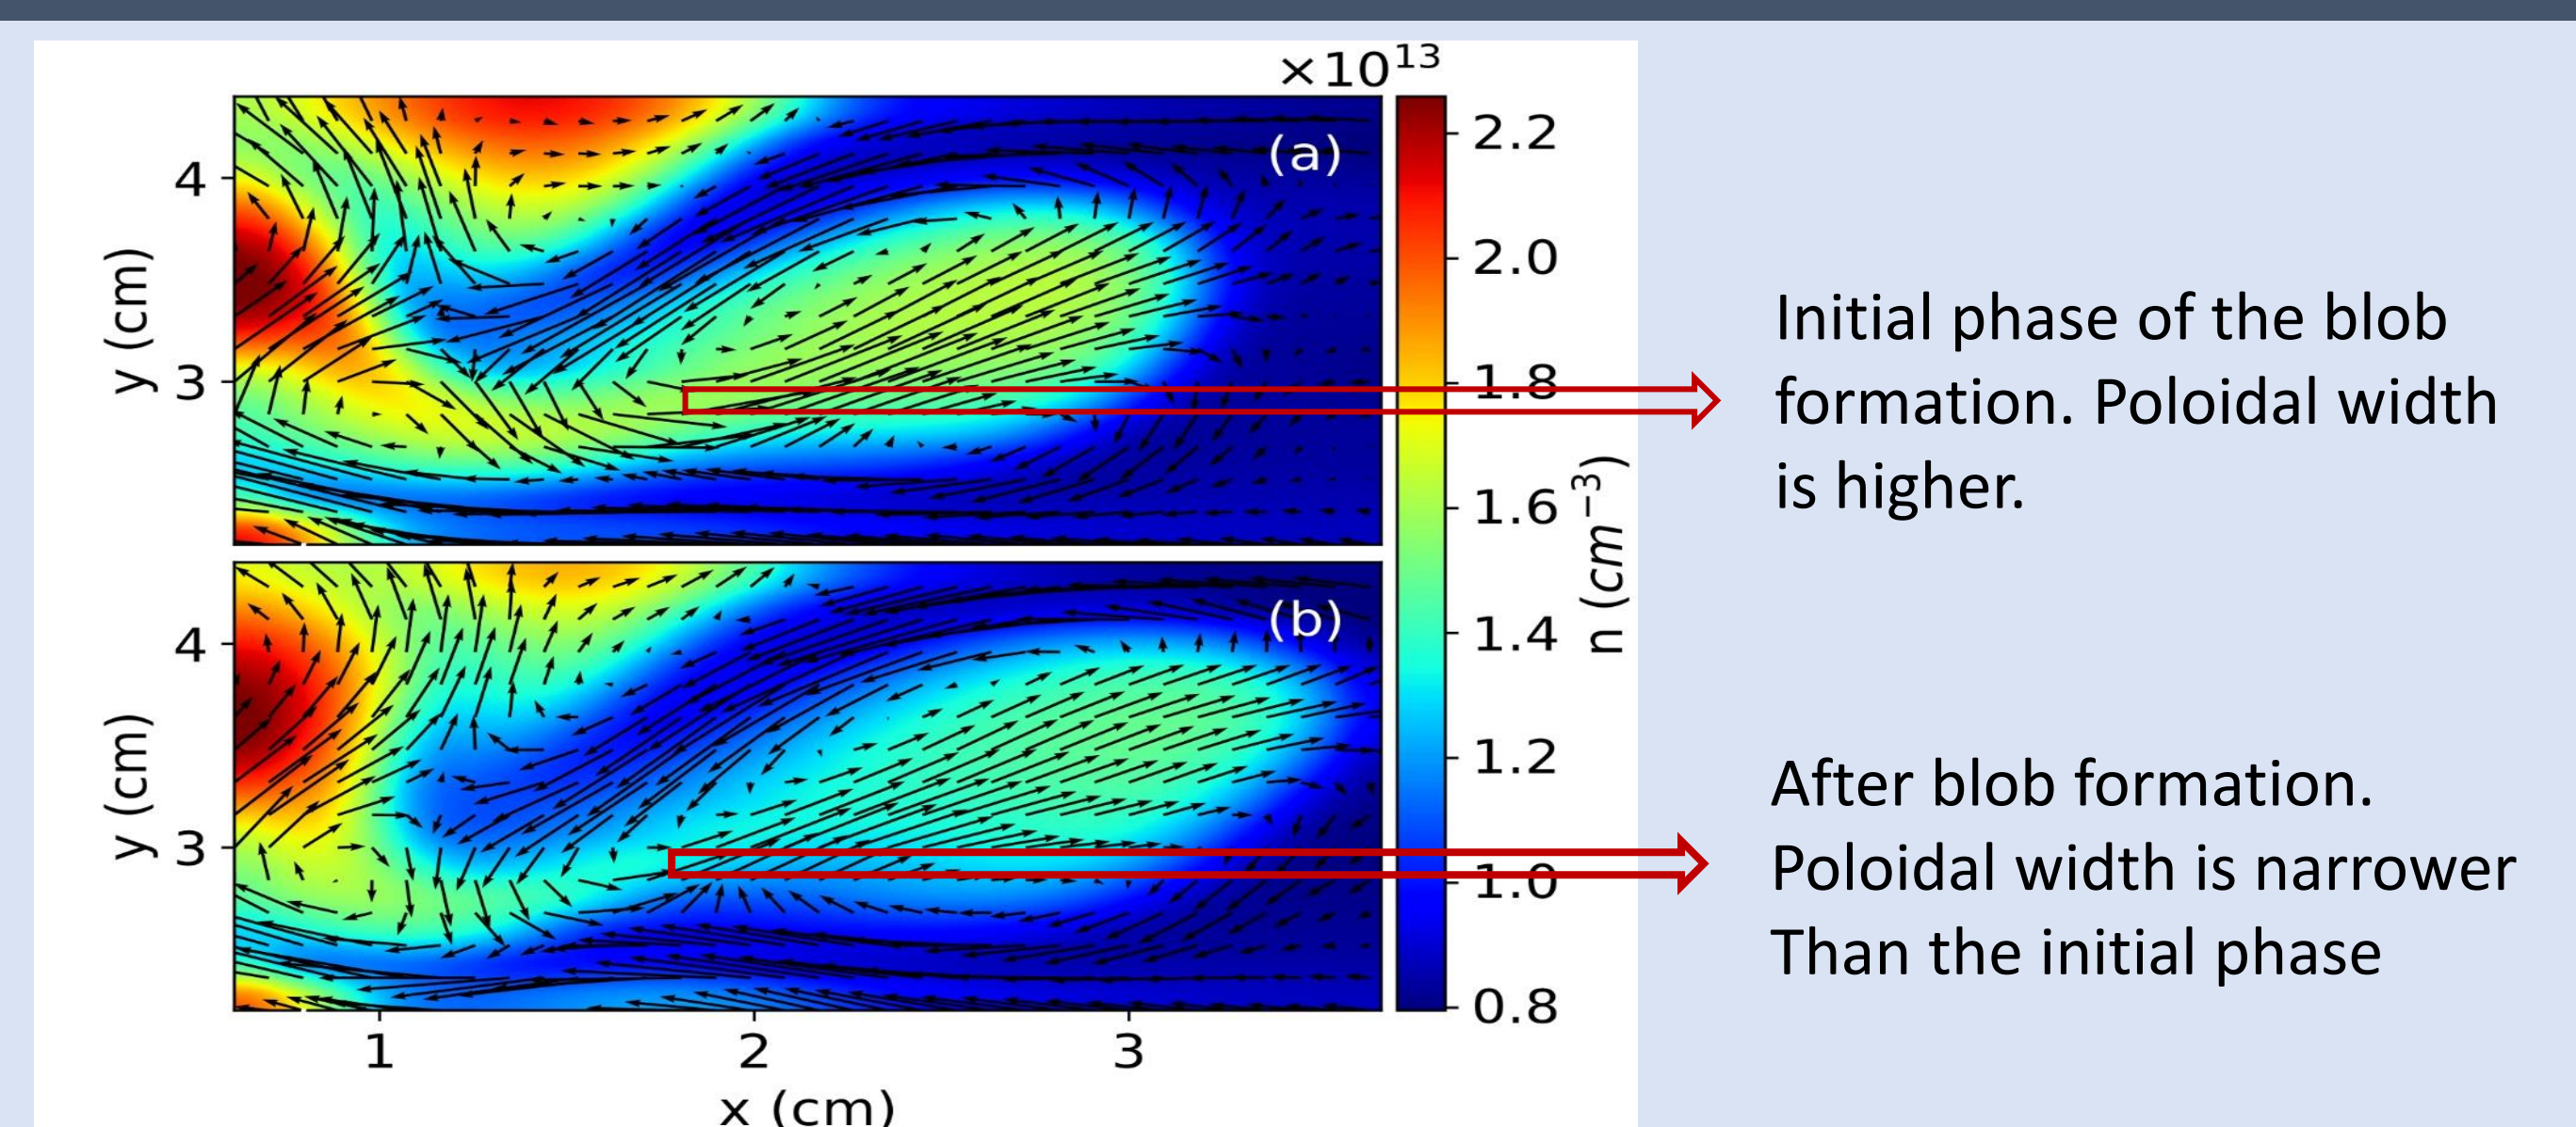 ×10¹³
(a)
4
3
y (cm)
2.2
2.0
1.8
1.6
1.4
1.2
1.0
0.8
n (cm⁻³)
Initial phase of the blob
formation. Poloidal width
is higher.
(b)
4
3
y (cm)
1 2 3
x (cm)
After blob formation.
Poloidal width is narrower
Than the initial phase